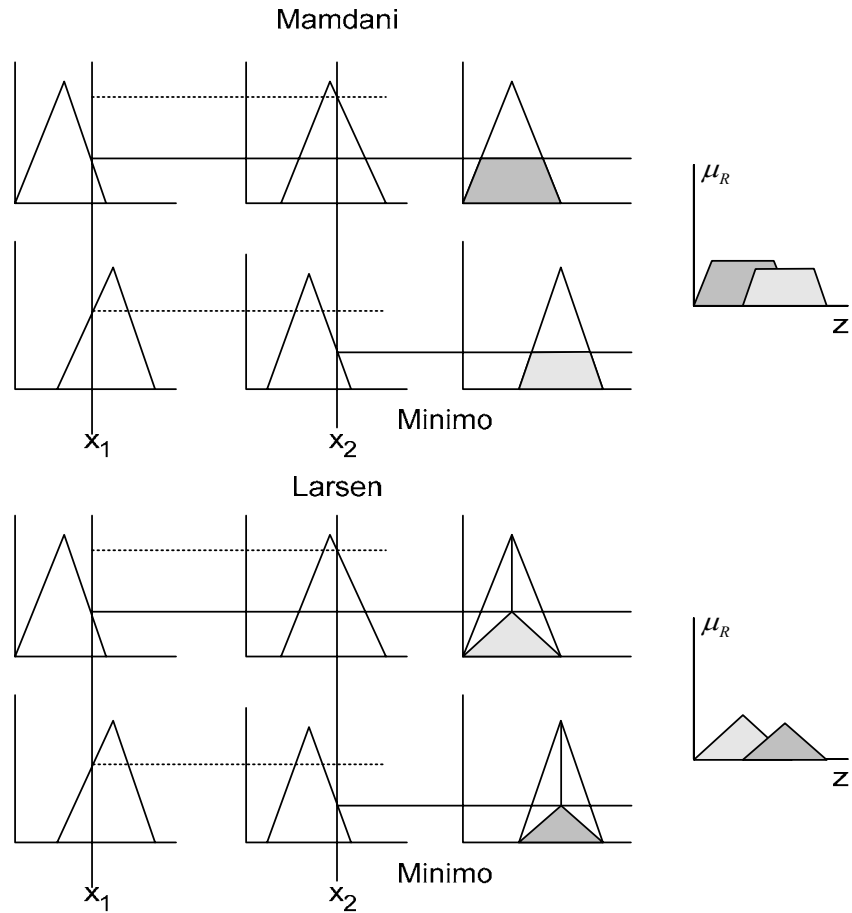 Mamdani
μR
z
Minimo
x1
x2
Larsen
μR
z
Minimo
x1
x2